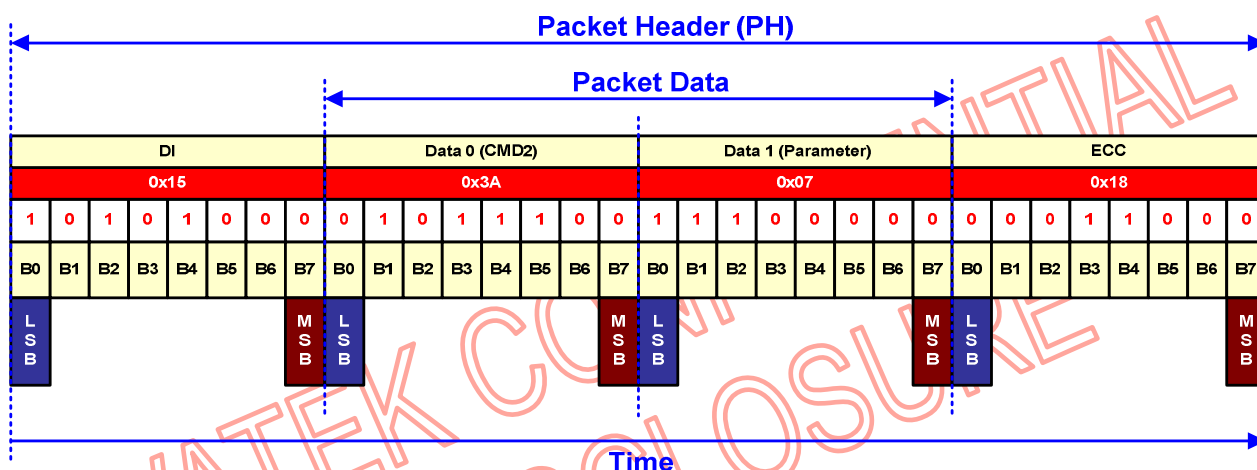 Packet Header (PH)
Packet Data
DI Data 0 (CMD2) Data 1 (Parameter) ECC
0x15 0x3A 0x07 0x18
1 0 1 0 1 0 0 0 0 1 0 1 1 1 0 0 1 1 1 0 0 0 0 0 0 0 0 1 1 0 0 0
B0 B1 B2 B3 B4 B5 B6 B7 B0 B1 B2 B3 B4 B5 B6 B7 B0 B1 B2 B3 B4 B5 B6 B7 B0 B1 B2 B3 B4 B5 B6 B7
LSB MSB LSB MSB LSB MSB LSB MSB
Time